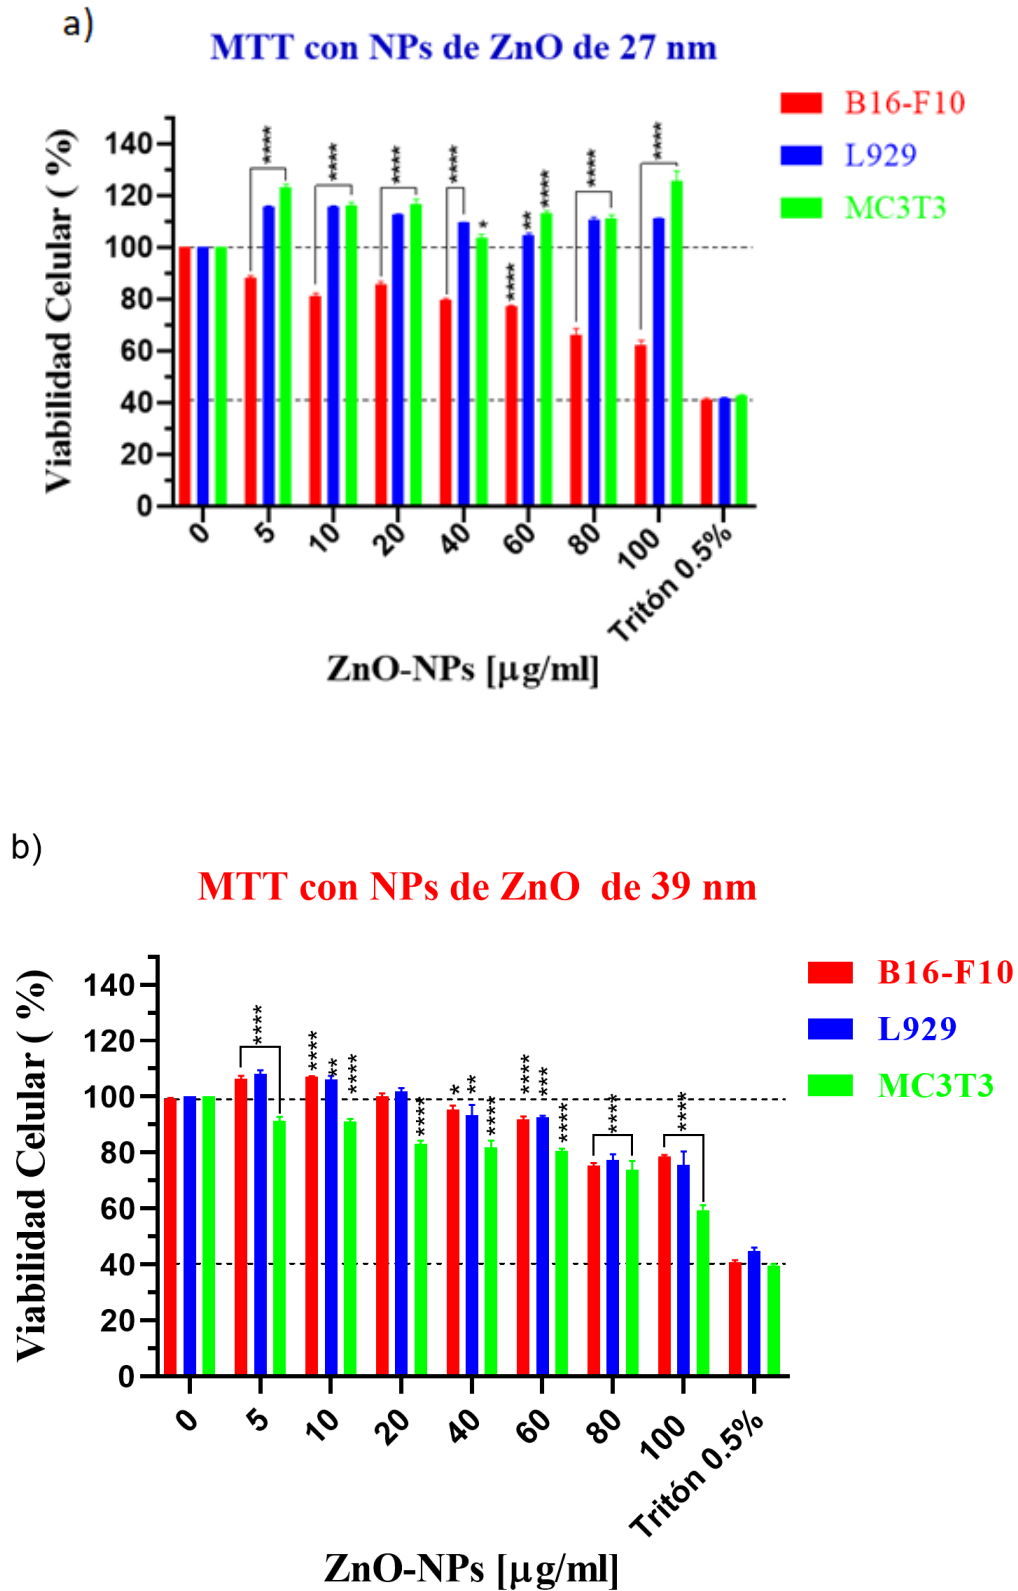 a)
MTT con NPs de ZnO de 27 nm
B16-F10
L929
MC3T3
Viabilidad Celular ( %)
140
120
100
80
60
40
20
0
**** **** **** **** * **** ** **** **** ****
0 5 10 20 40 60 80 100 Tritón 0.5%
ZnO-NPs [µg/ml]
b)
MTT con NPs de ZnO de 39 nm
B16-F10
L929
MC3T3
Viabilidad Celular ( %)
140
120
100
80
60
40
20
0
**** **** ** **** **** * ** **** **** *** **** **** ****
0 5 10 20 40 60 80 100 Tritón 0.5%
ZnO-NPs [µg/ml]